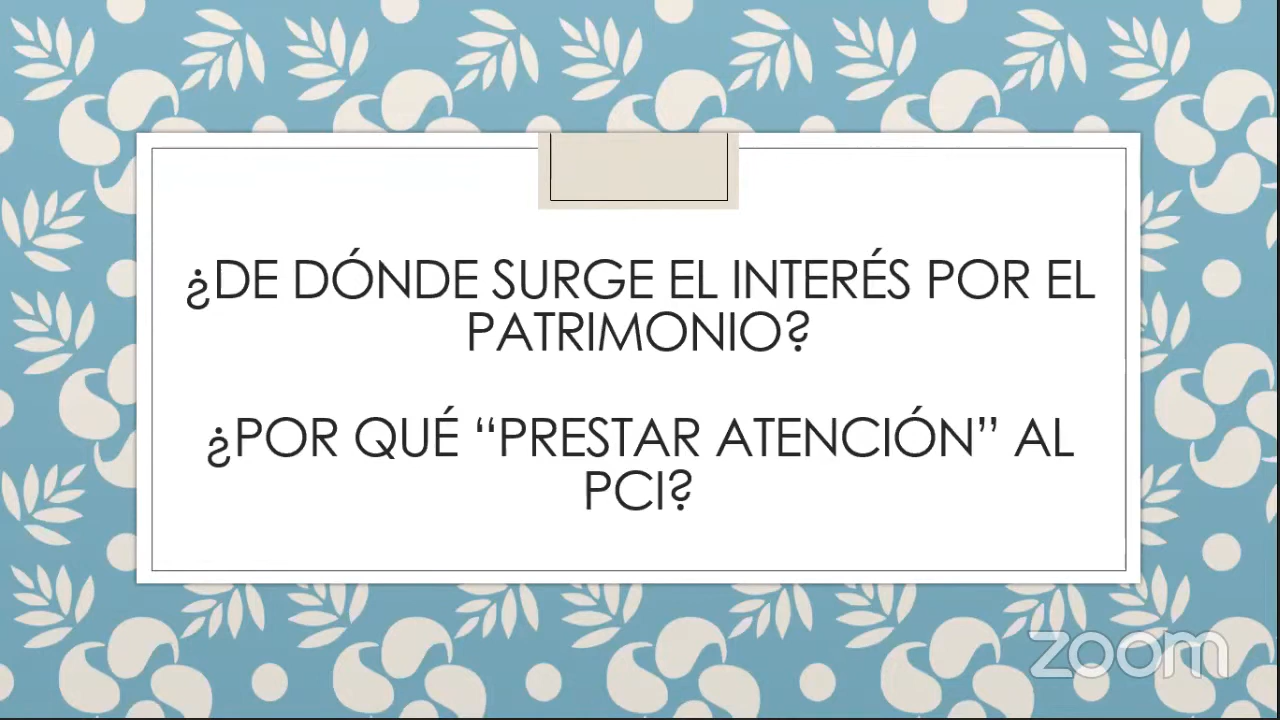 ¿DE DÓNDE SURGE EL INTERÉS POR EL
PATRIMONIO?
¿POR QUÉ “PRESTAR ATENCIÓN” AL
PCI?
zoom